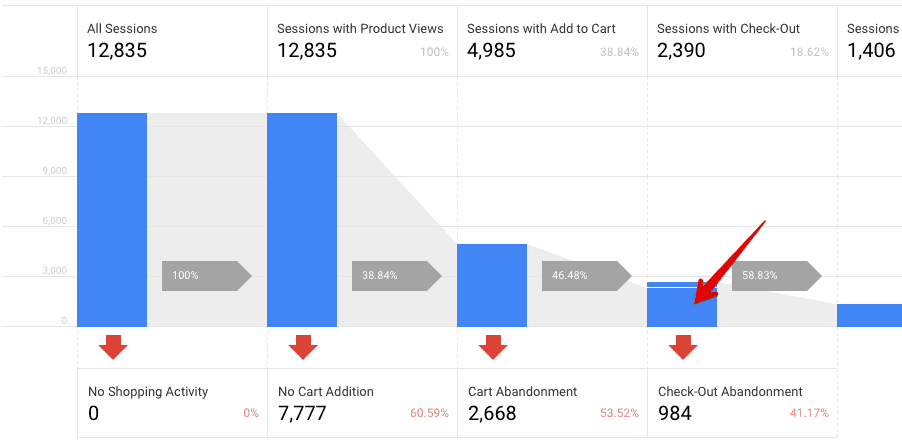 All Sessions
12,835
Sessions with Product Views
12,835
100%
Sessions with Add to Cart
4,985
38.84%
Sessions with Check-Out
2,390
18.62%
Sessions
1,406
15,000
12,000
9,000
6,000
3,000
0
100%
38.84%
46.48%
58.83%
No Shopping Activity
0
0%
No Cart Addition
7,777
60.59%
Cart Abandonment
2,668
53.52%
Check-Out Abandonment
984
41.17%